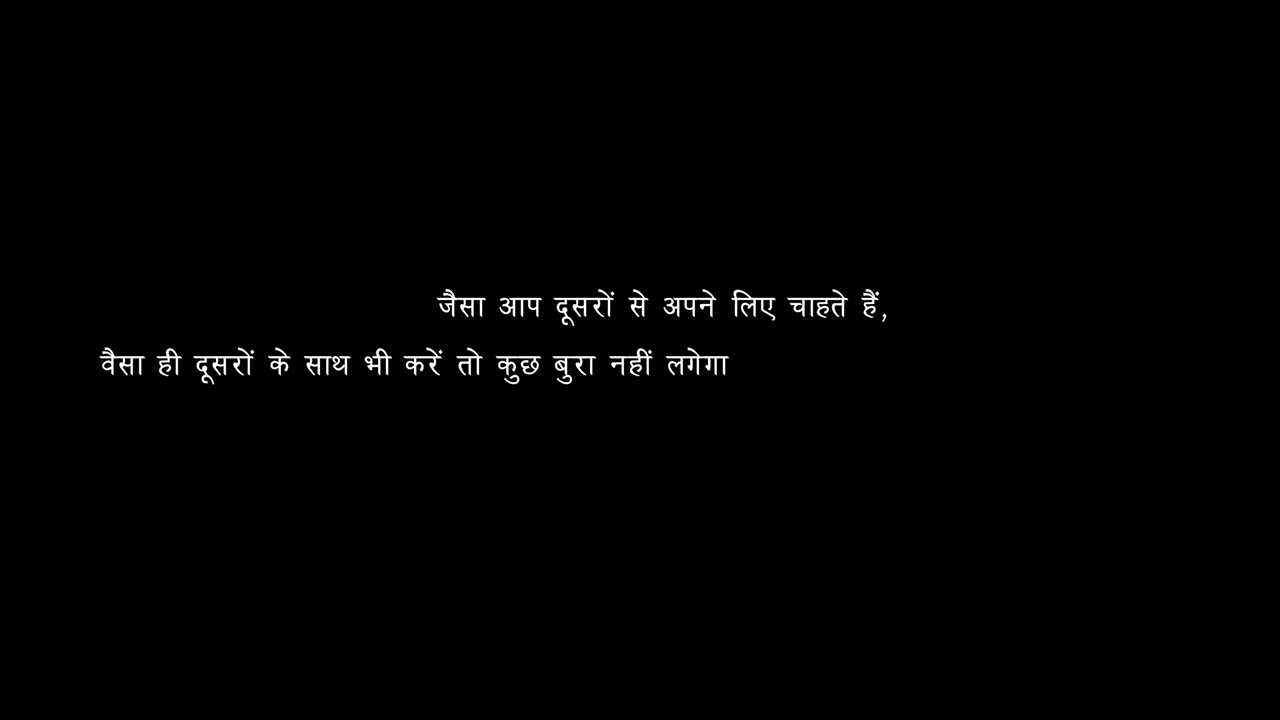 जैसा आप दूसरों से अपने लिए चाहते हैं,
वैसा ही दूसरों के साथ भी करें तो कुछ बुरा नहीं लगेगा